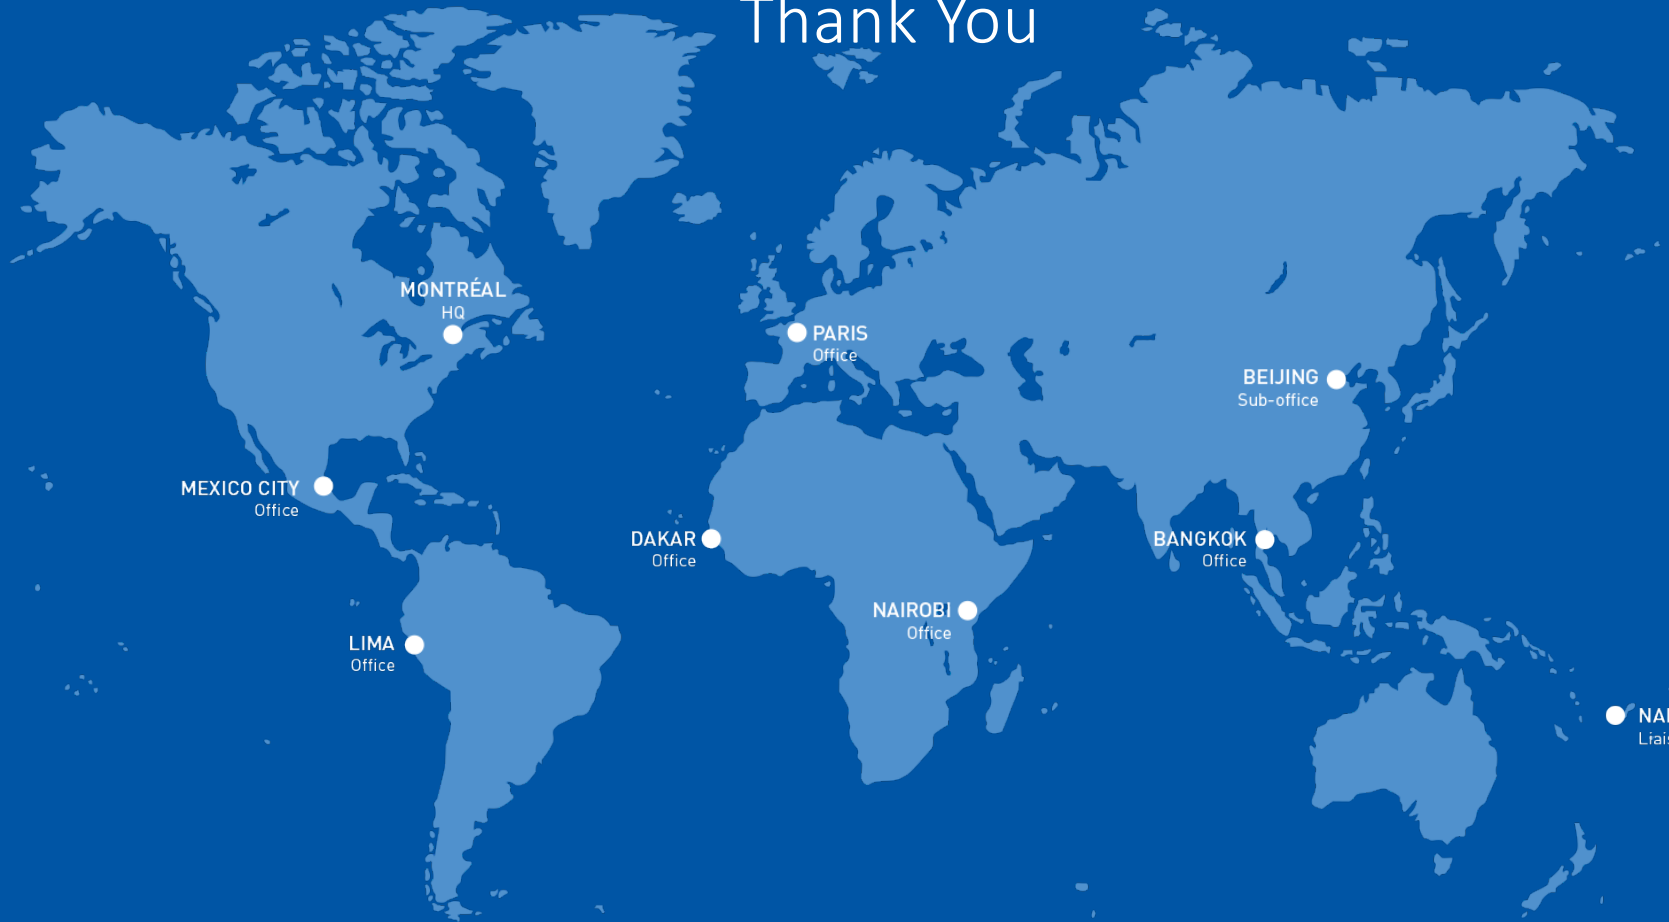 Thank You
MONTRÉAL
HQ
PARIS
Office
BEIJING
Sub-office
MEXICO CITY
Office
DAKAR
Office
BANGKOK
Office
NAIROBI
Office
LIMA
Office